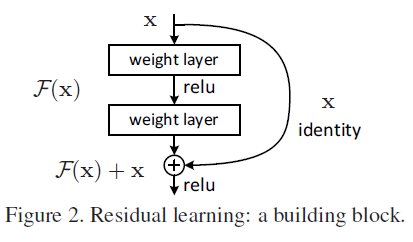 x
weight layer
F(x)
relu
weight layer
x
identity
F(x) + x
relu
Figure 2. Residual learning: a building block.